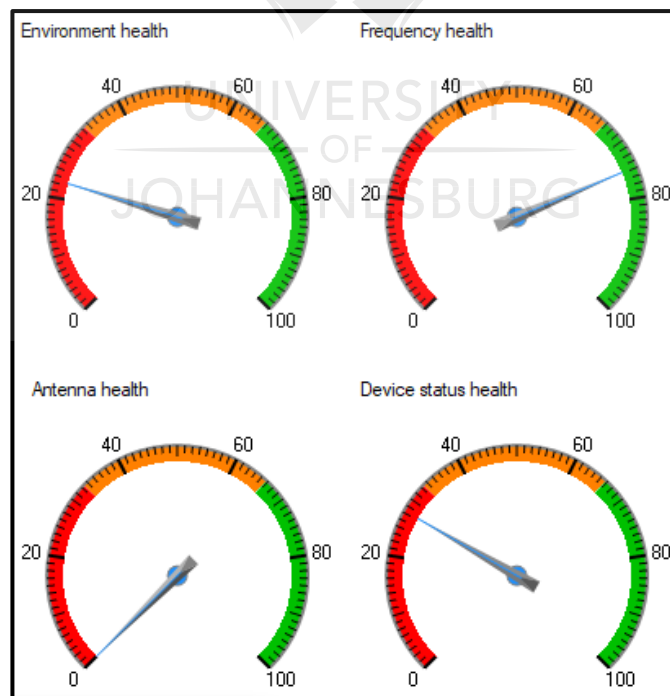 Environment health
Frequency health
40 60
40 60
UNIVERSITY
OF
JOHANNESBURG
20 80
20 80
0 100
0 100
Antenna health
Device status health
40 60
40 60
20 80
20 80
0 100
0 100